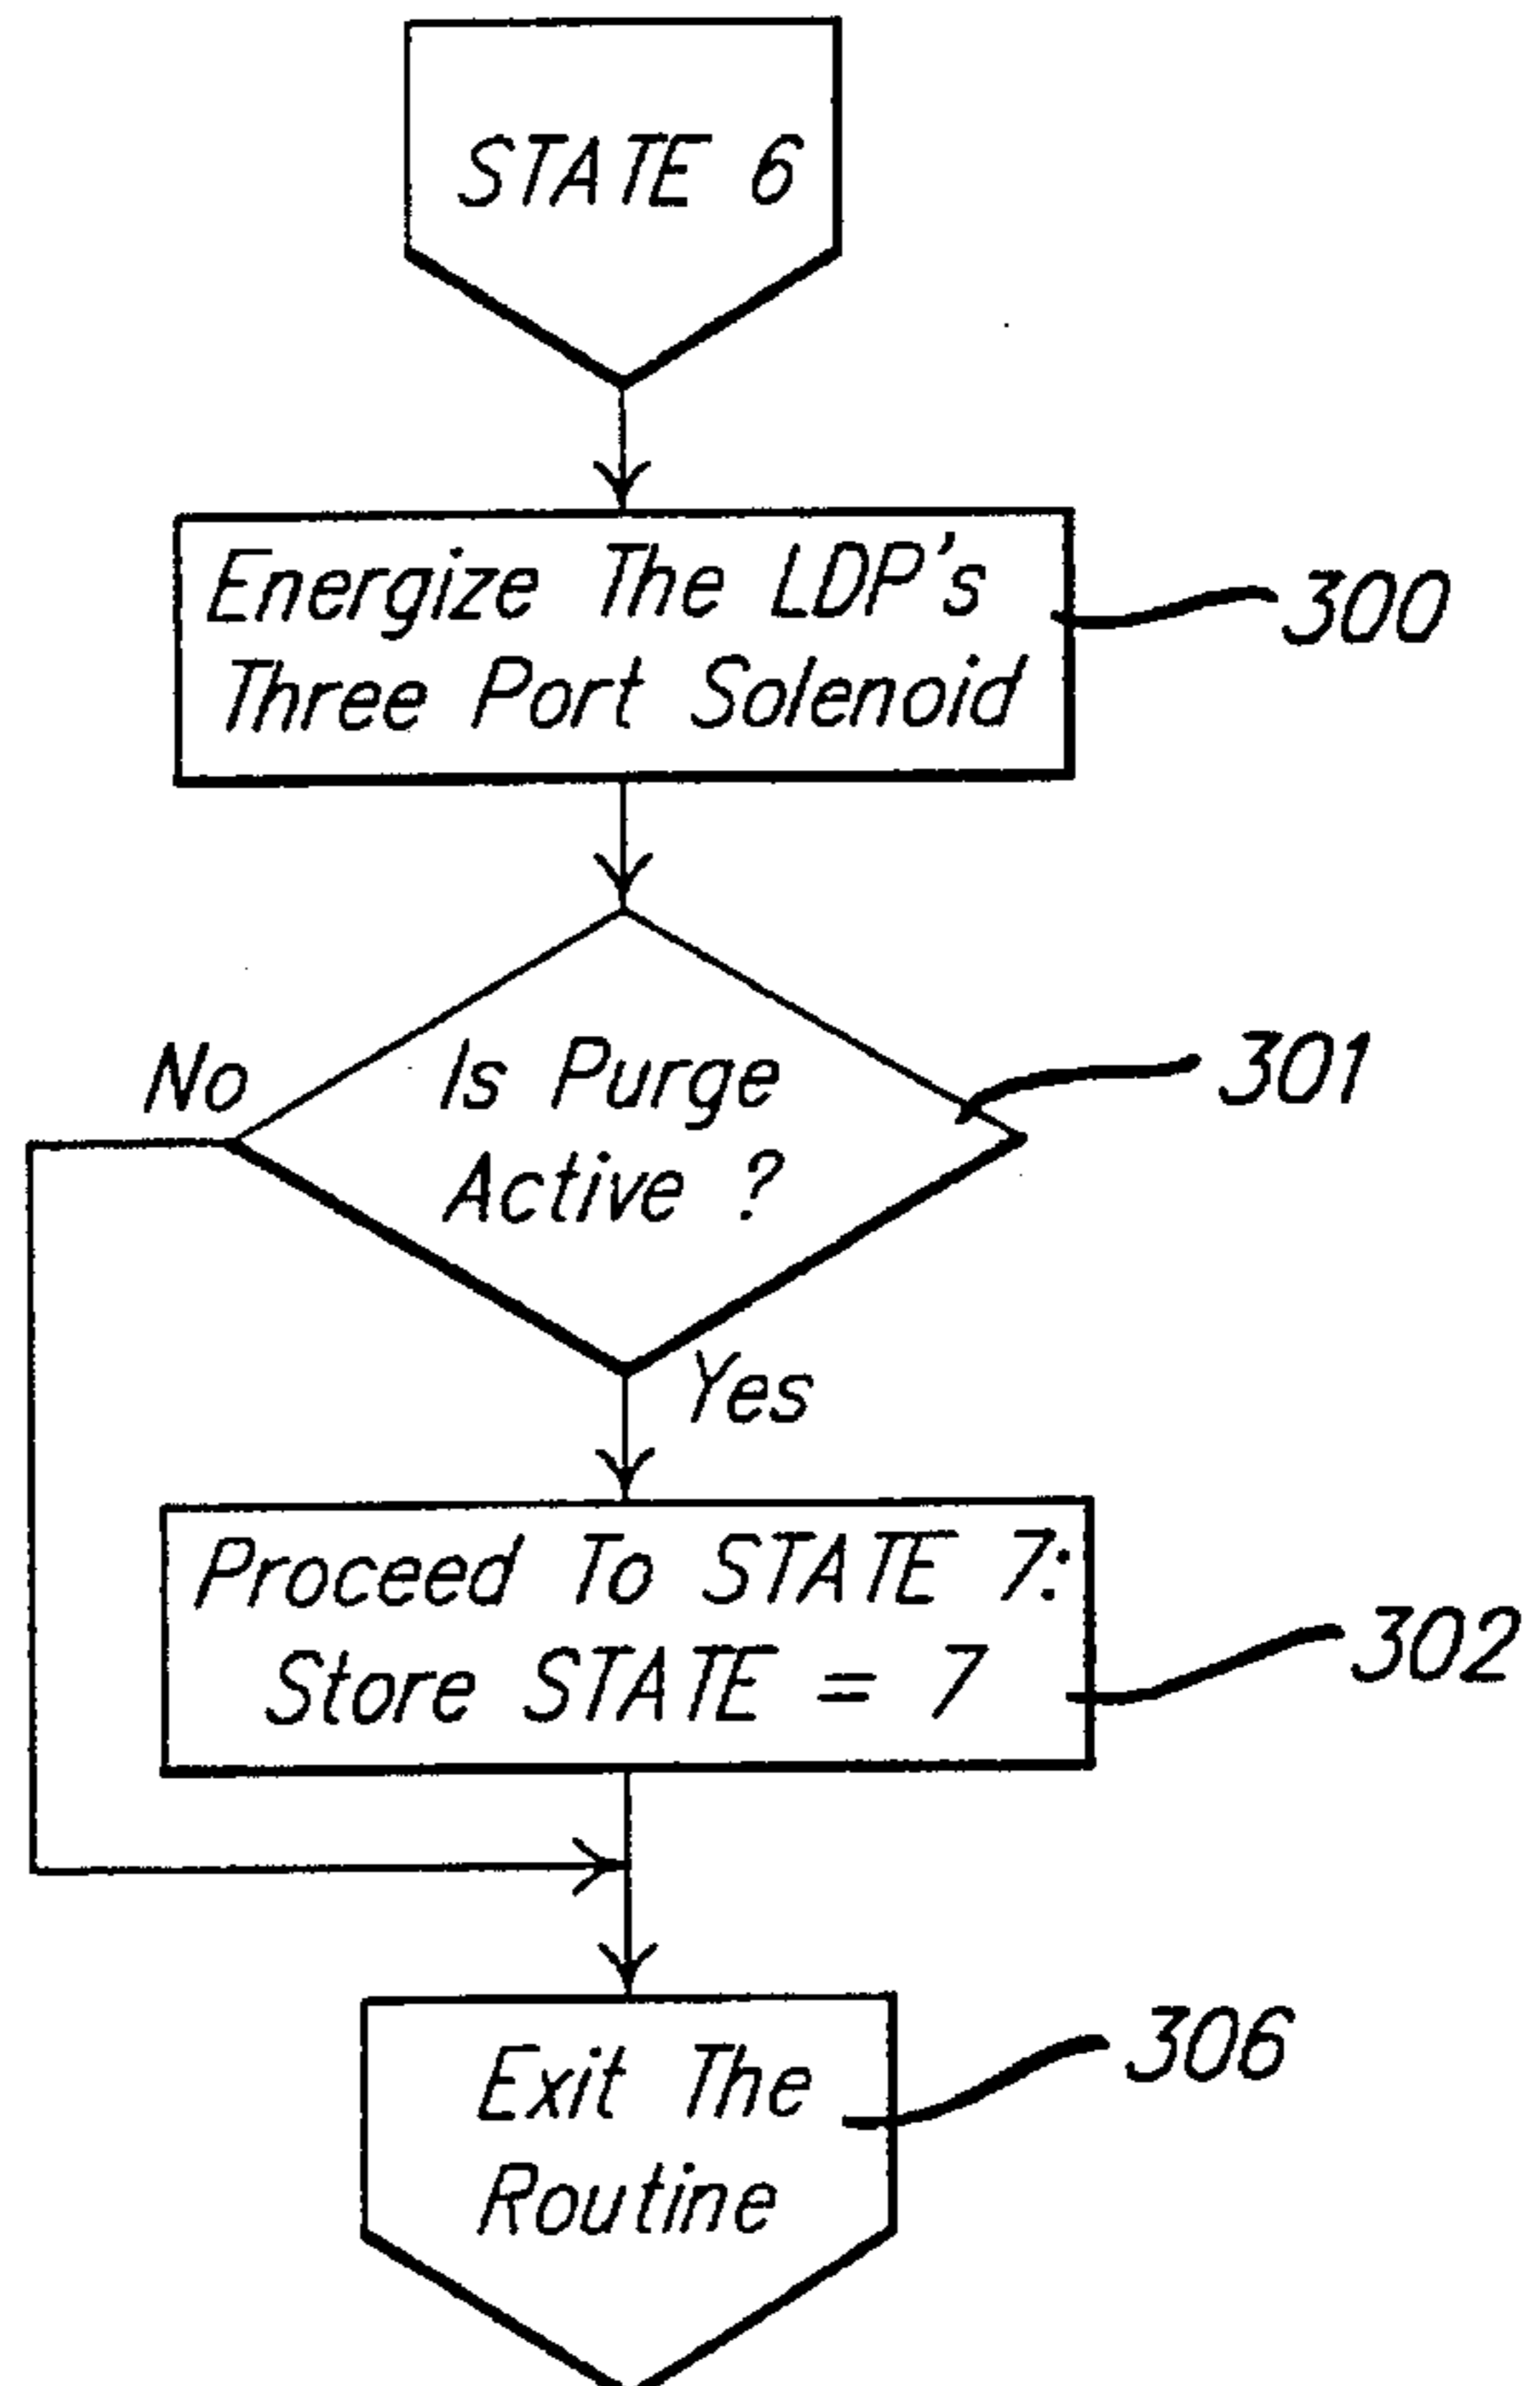 STATE 6
Energize The LDP's
Three Port Solenoid
300
Is Purge
Active ?
301
No
Yes
Proceed To STATE 7:
Store STATE = 7
302
Exit The
Routine
306